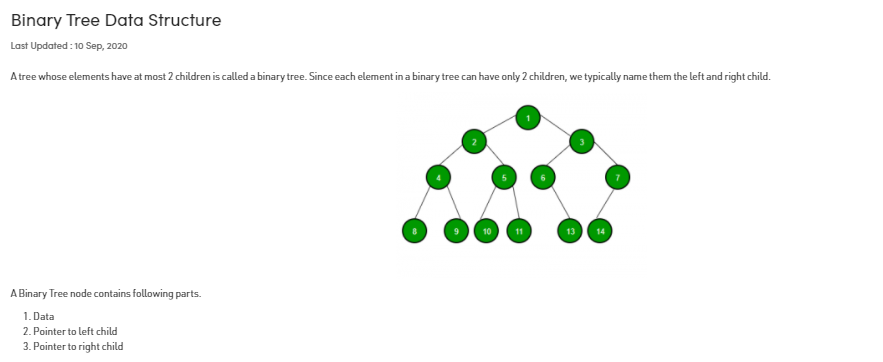 Binary Tree Data Structure
Last Updated : 10 Sep, 2020
A tree whose elements have at most 2 children is called a binary tree. Since each element in a binary tree can have only 2 children, we typically name them the left and right child.
1
2 3
4 5 6 7
8 9 10 11 13 14
A Binary Tree node contains following parts.
1. Data
2. Pointer to left child
3. Pointer to right child